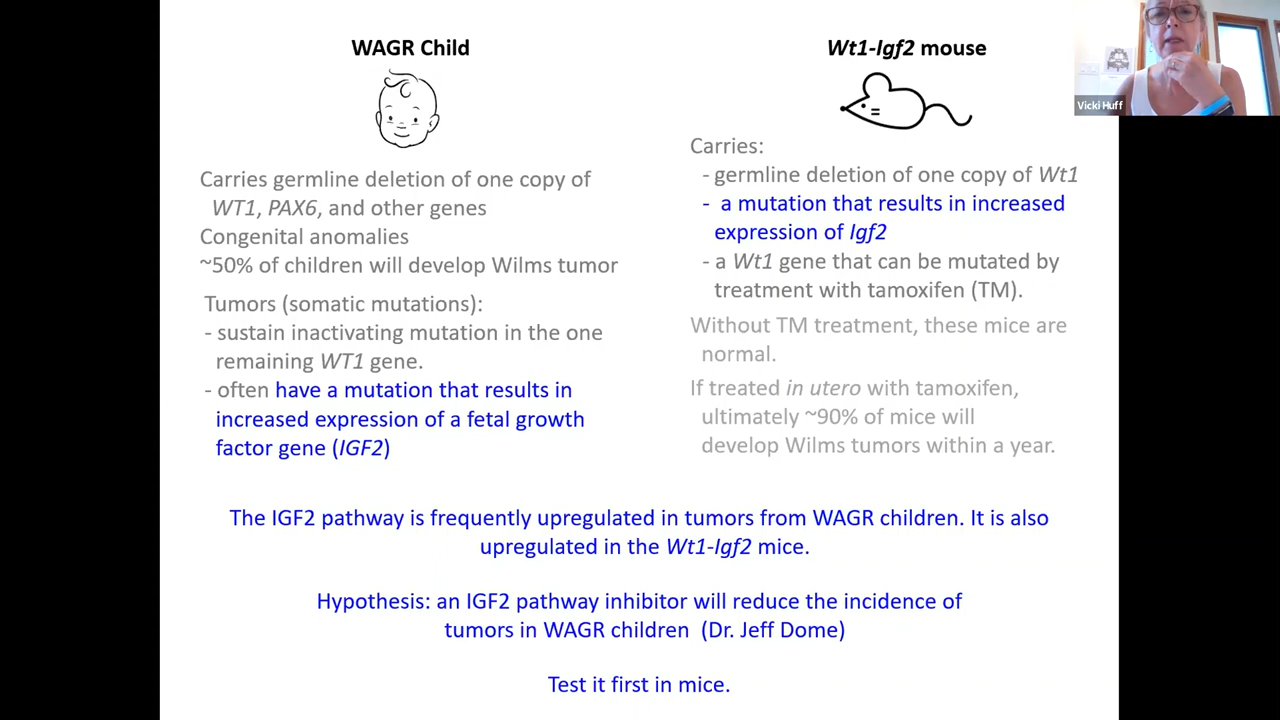 WAGR Child
Carries germline deletion of one copy of
WT1, PAX6, and other genes
Congenital anomalies
~50% of children will develop Wilms tumor
Tumors (somatic mutations):
- sustain inactivating mutation in the one
remaining WT1 gene.
- often have a mutation that results in
increased expression of a fetal growth
factor gene (IGF2)
Wt1-Igf2 mouse
Carries:
- germline deletion of one copy of Wt1
- a mutation that results in increased
expression of Igf2
- a Wt1 gene that can be mutated by
treatment with tamoxifen (TM).
Without TM treatment, these mice are
normal.
If treated in utero with tamoxifen,
ultimately ~90% of mice will
develop Wilms tumors within a year.
The IGF2 pathway is frequently upregulated in tumors from WAGR children. It is also
upregulated in the Wt1-Igf2 mice.
Hypothesis: an IGF2 pathway inhibitor will reduce the incidence of
tumors in WAGR children (Dr. Jeff Dome)
Test it first in mice.
Vicki Huff